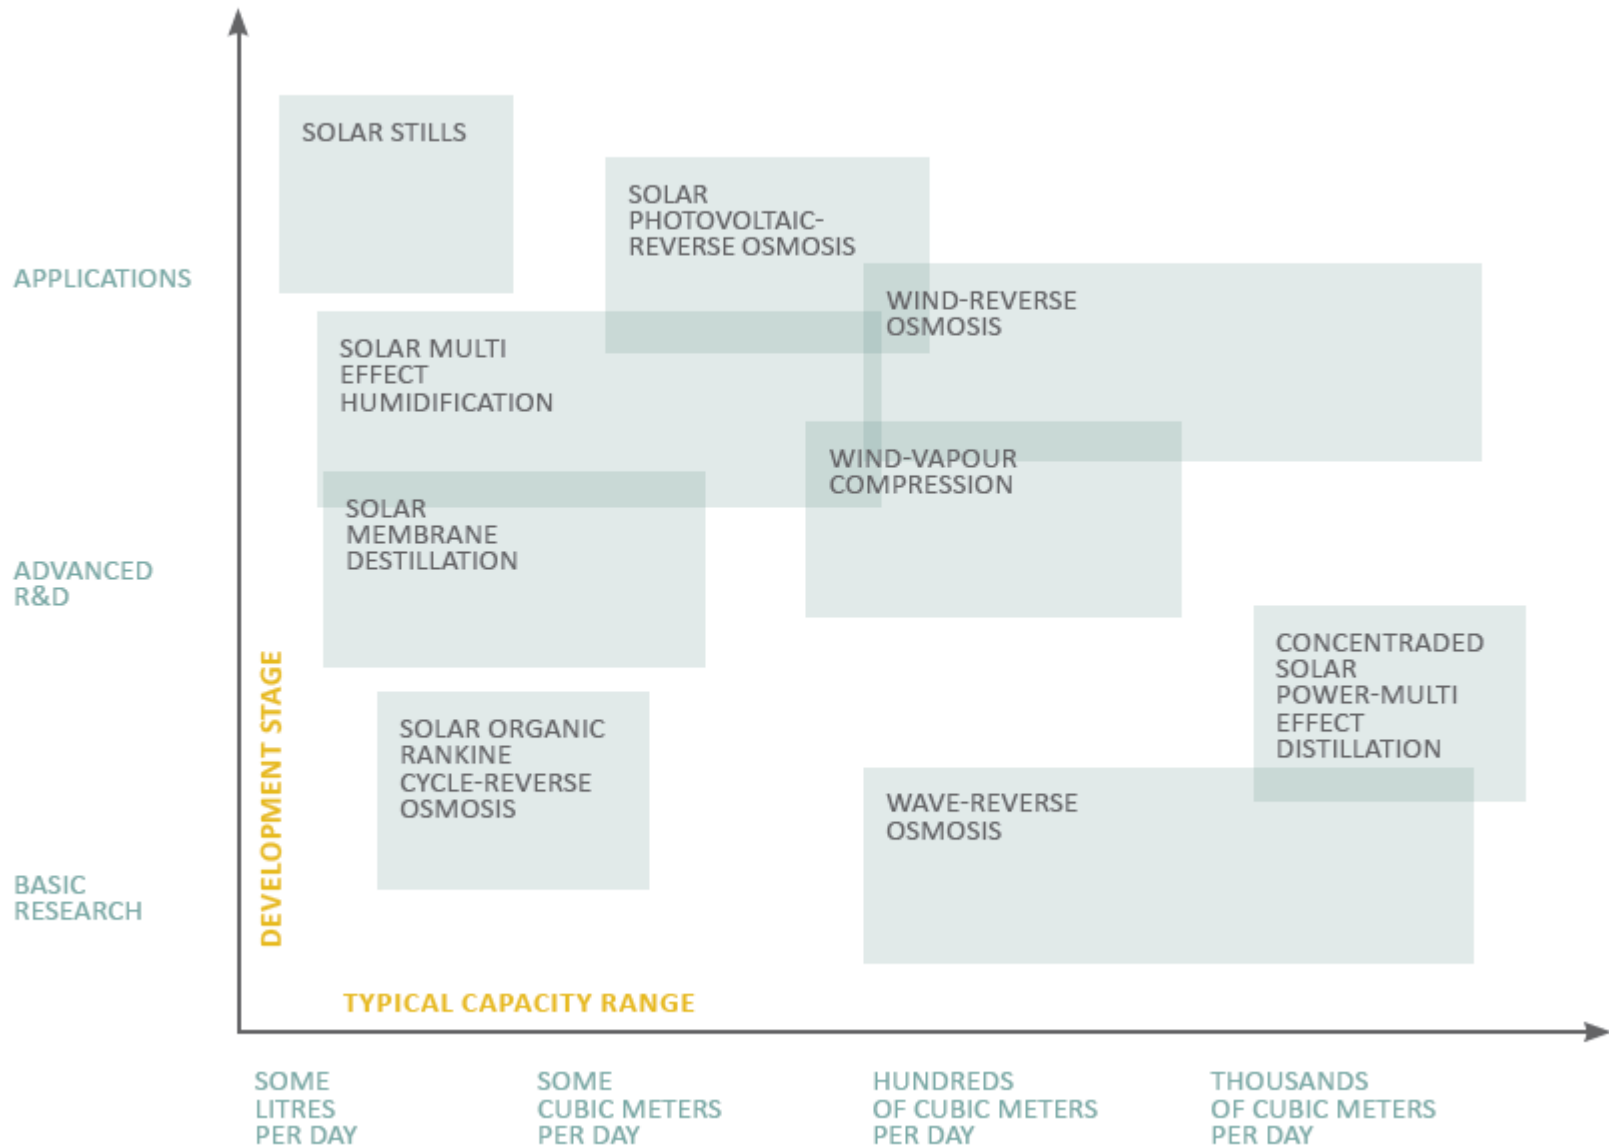 SOLAR STILLS
SOLAR
PHOTOVOLTAIC-
REVERSE OSMOSIS
APPLICATIONS
WIND-REVERSE
OSMOSIS
SOLAR MULTI
EFFECT
HUMIDIFICATION
WIND-VAPOUR
COMPRESSION
SOLAR
MEMBRANE
DESTILLATION
ADVANCED
R&D
CONCENTRADED
SOLAR
POWER-MULTI
EFFECT
DISTILLATION
SOLAR ORGANIC
RANKINE
CYCLE-REVERSE
OSMOSIS
WAVE-REVERSE
OSMOSIS
BASIC
RESEARCH
DEVELOPMENT STAGE
TYPICAL CAPACITY RANGE
SOME
LITRES
PER DAY
SOME
CUBIC METERS
PER DAY
HUNDREDS
OF CUBIC METERS
PER DAY
THOUSANDS
OF CUBIC METERS
PER DAY